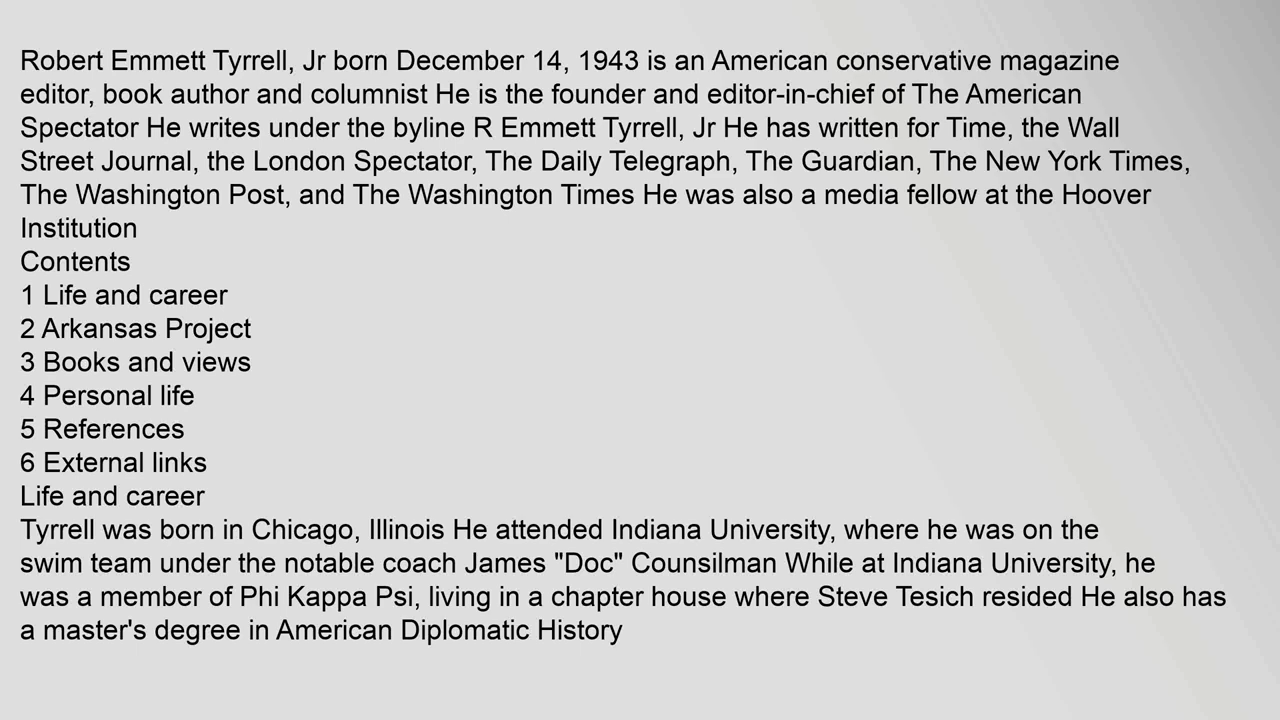 Robert Emmett Tyrrell, Jr born December 14, 1943 is an American conservative magazine
editor, book author and columnist He is the founder and editor-in-chief of The American
Spectator He writes under the byline R Emmett Tyrrell, Jr He has written for Time, the Wall
Street Journal, the London Spectator, The Daily Telegraph, The Guardian, The New York Times,
The Washington Post, and The Washington Times He was also a media fellow at the Hoover
Institution
Contents
1 Life and career
2 Arkansas Project
3 Books and views
4 Personal life
5 References
6 External links
Life and career
Tyrrell was born in Chicago, Illinois He attended Indiana University, where he was on the
swim team under the notable coach James "Doc" Counsilman While at Indiana University, he
was a member of Phi Kappa Psi, living in a chapter house where Steve Tesich resided He also has
a master's degree in American Diplomatic History